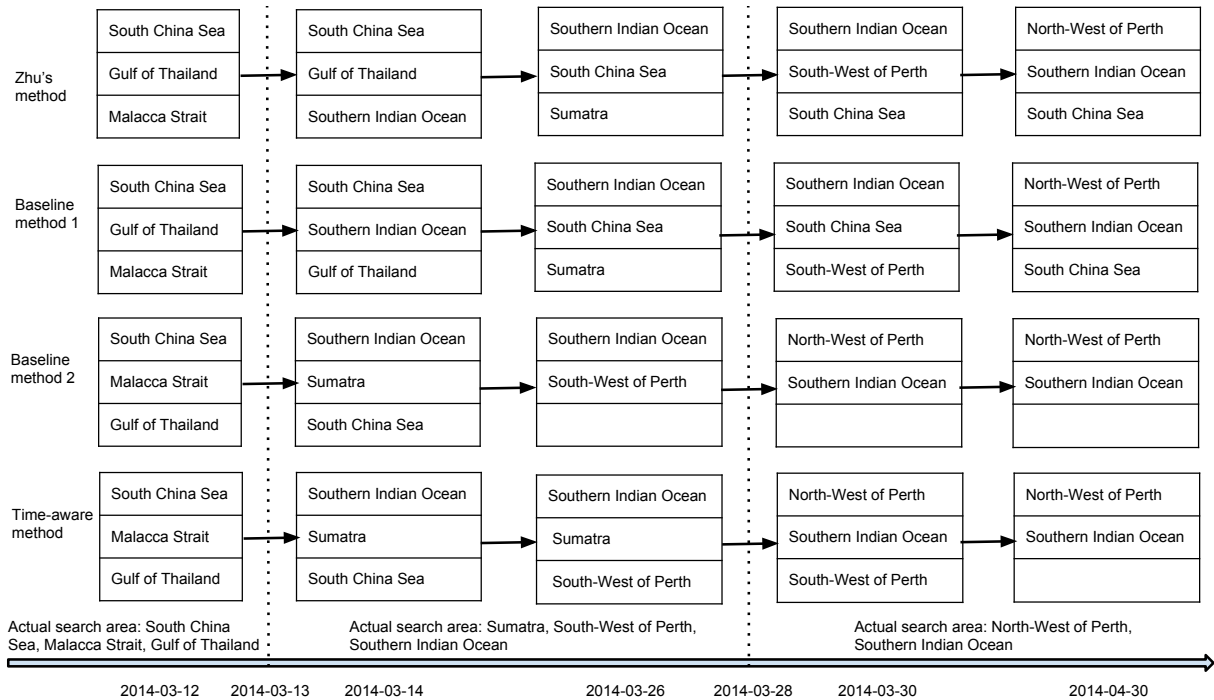 Zhu's
method
South China Sea
Gulf of Thailand
Malacca Strait
South China Sea
Gulf of Thailand
Southern Indian Ocean
Southern Indian Ocean
South China Sea
Sumatra
Southern Indian Ocean
South-West of Perth
South China Sea
North-West of Perth
Southern Indian Ocean
South China Sea
Baseline
method 1
South China Sea
Gulf of Thailand
Malacca Strait
South China Sea
Southern Indian Ocean
Gulf of Thailand
Southern Indian Ocean
South China Sea
Sumatra
Southern Indian Ocean
South China Sea
South-West of Perth
North-West of Perth
Southern Indian Ocean
South China Sea
Baseline
method 2
South China Sea
Malacca Strait
Gulf of Thailand
Southern Indian Ocean
Sumatra
South China Sea
Southern Indian Ocean
South-West of Perth
North-West of Perth
Southern Indian Ocean
North-West of Perth
Southern Indian Ocean
Time-aware
method
South China Sea
Malacca Strait
Gulf of Thailand
Southern Indian Ocean
Sumatra
South China Sea
Southern Indian Ocean
Sumatra
South-West of Perth
North-West of Perth
Southern Indian Ocean
South-West of Perth
North-West of Perth
Southern Indian Ocean
Actual search area: South China
Sea, Malacca Strait, Gulf of Thailand
Actual search area: Sumatra, South-West of Perth,
Southern Indian Ocean
Actual search area: North-West of Perth,
Southern Indian Ocean
2014-03-12
2014-03-13
2014-03-14
2014-03-26
2014-03-28
2014-03-30
2014-04-30